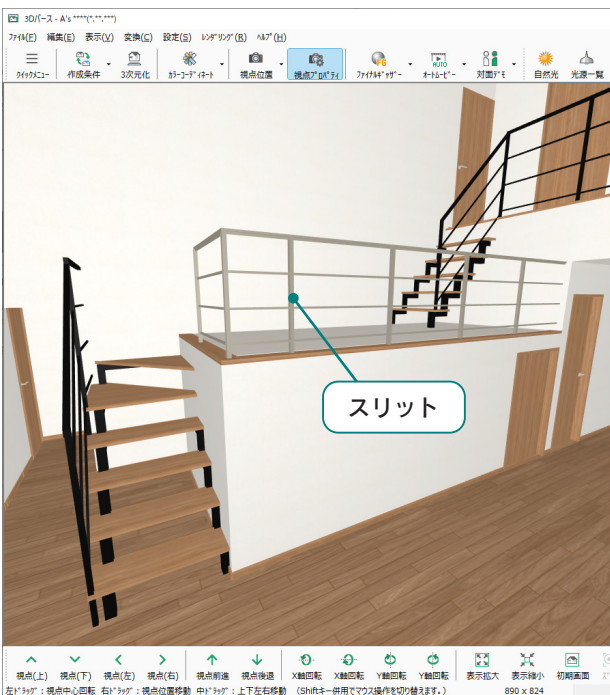 3Dパース - A's ****(*.**,***)
ファイル(F) 編集(E) 表示(V) 変換(C) 設定(S) レンダリング(R) ヘルプ(H)
クイックメニュー 作成条件 3次元化 カラーコーディネート 視点位置 視点プロパティ ファイナルギャザー オートムービー 対面デモ 自然光 光源一覧
スリット
視点(上) 視点(下) 視点(左) 視点(右) 視点前進 視点後退 X軸回転 X軸回転 Y軸回転 Y軸回転 表示拡大 表示縮小 初期画面
左ドラッグ:視点中心回転 右ドラッグ:視点位置移動 中ドラッグ:上下左右移動 (Shiftキー併用でマウス操作を切り替えます。) 890 x 824